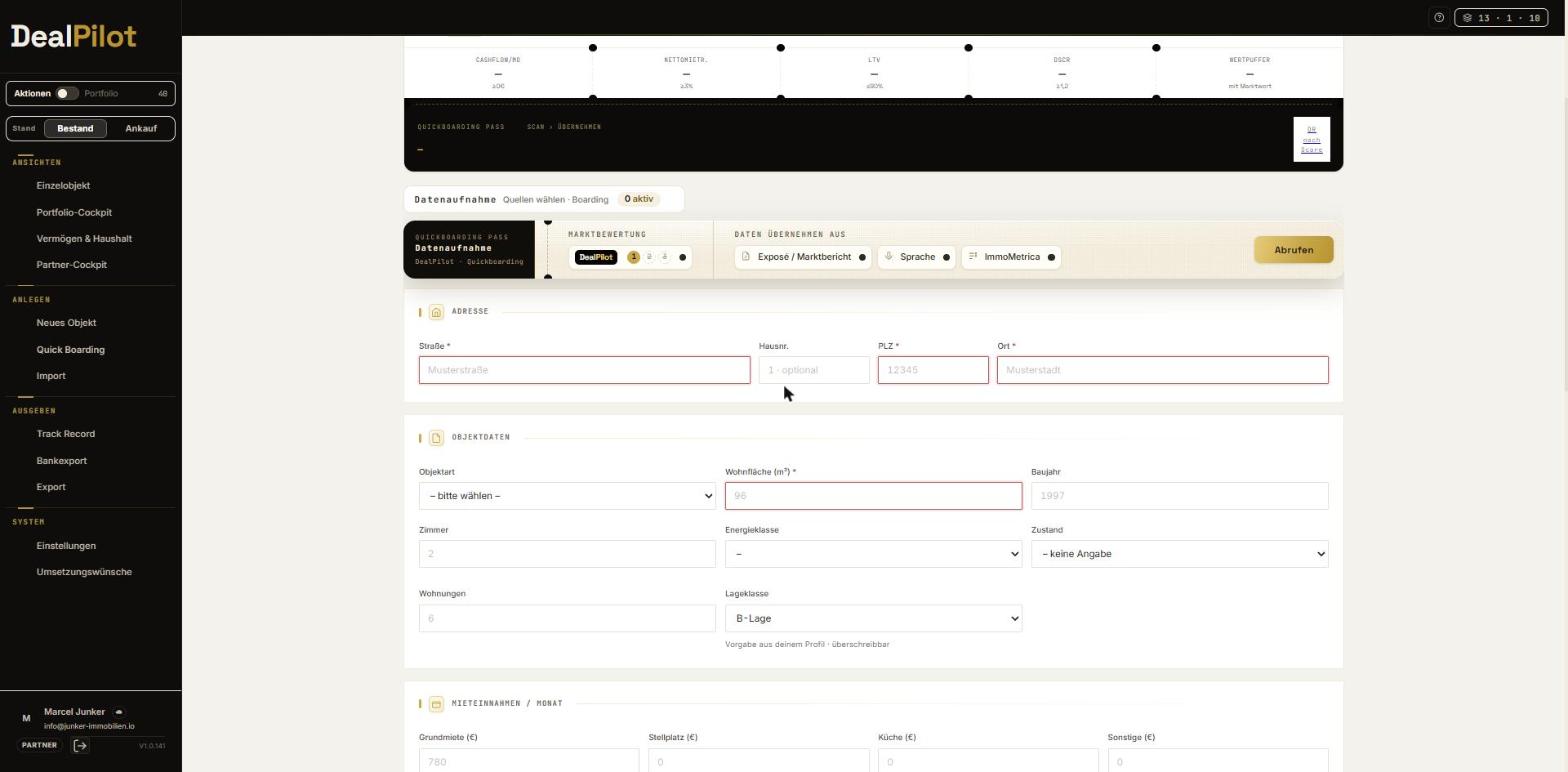 DealPilot
13 · 1 · 10
Aktionen Portfolio 40
Stand Bestand Ankauf
ANSICHTEN
Einzelobjekt
Portfolio-Cockpit
Vermögen & Haushalt
Partner-Cockpit
ANLEGEN
Neues Objekt
Quick Boarding
Import
AUSGEBEN
Track Record
Bankexport
Export
SYSTEM
Einstellungen
Umsetzungswünsche
M Marcel Junker
info@junker-immobilien.io
PARTNER V1.0.141
CASHFLOW/MO NETTOMIETR. LTV DSCR WERTPUFFER
– – – – –
≥0€ ≥3% ≤90% ≥1,2 mit Marktwert
QUICKBOARDING PASS SCAN › ÜBERNEHMEN
–
QR
nach
Score
Datenaufnahme Quellen wählen · Boarding 0 aktiv
QUICKBOARDING PASS
Datenaufnahme
DealPilot · Quickboarding
MARKTBEWERTUNG
DealPilot 1 2 3
DATEN ÜBERNEHMEN AUS
Exposé / Marktbericht Sprache ImmoMetrica
Abrufen
ADRESSE
Straße * Hausnr. PLZ * Ort *
Musterstraße 1 · optional 12345 Musterstadt
OBJEKTDATEN
Objektart Wohnfläche (m²) * Baujahr
– bitte wählen – 96 1997
Zimmer Energieklasse Zustand
2 – – keine Angabe
Wohnungen Lageklasse
6 B-Lage
Vorgabe aus deinem Profil · überschreibbar
MIETEINNAHMEN / MONAT
Grundmiete (€) Stellplatz (€) Küche (€) Sonstige (€)
780 0 0 0